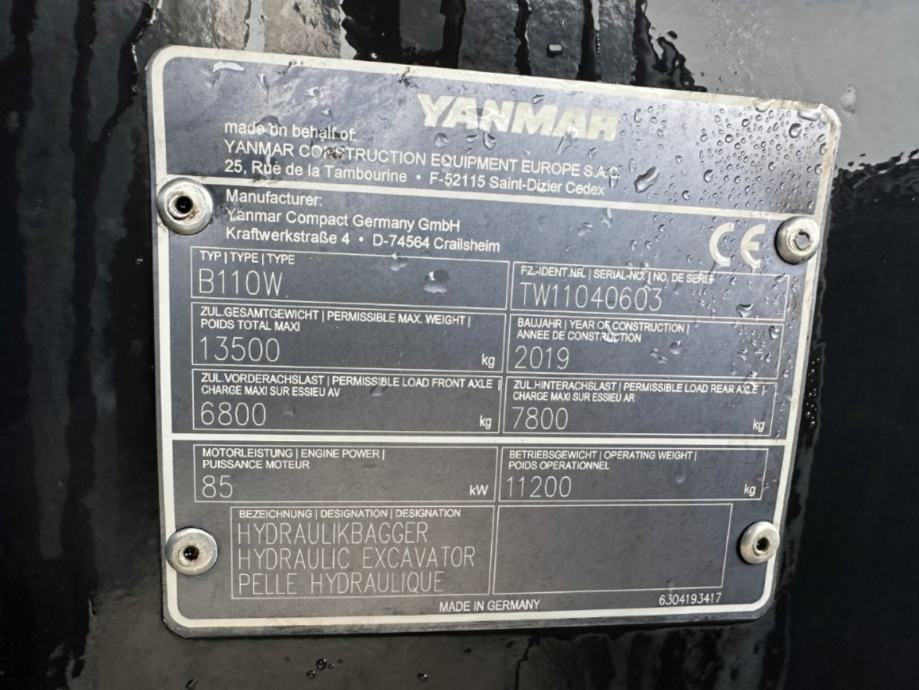 YANMAR
made on behalf of:
YANMAR CONSTRUCTION EQUIPMENT EUROPE S.A.S.
25, Rue de la Tambourine • F-52115 Saint-Dizier Cedex
Manufacturer:
Yanmar Compact Germany GmbH
Kraftwerkstraße 4 • D-74564 Crailsheim
CE
TYP | TYPE | TYPE
B110W
FZ.-IDENT.NR. | SERIAL-NO. | NO. DE SERIE
TW11040603
ZUL.GESAMTGEWICHT | PERMISSIBLE MAX. WEIGHT |
POIDS TOTAL MAXI
13500 kg
BAUJAHR | YEAR OF CONSTRUCTION |
ANNEE DE CONSTRUCTION
2019
ZUL.VORDERACHSLAST | PERMISSIBLE LOAD FRONT AXLE |
CHARGE MAXI SUR ESSIEU AV
6800 kg
ZUL.HINTERACHSLAST | PERMISSIBLE LOAD REAR AXLE |
CHARGE MAXI SUR ESSIEU AR
7800 kg
MOTORLEISTUNG | ENGINE POWER |
PUISSANCE MOTEUR
85 kW
BETRIEBSGEWICHT | OPERATING WEIGHT |
POIDS OPERATIONNEL
11200 kg
BEZEICHNUNG | DESIGNATION | DESIGNATION
HYDRAULIKBAGGER
HYDRAULIC EXCAVATOR
PELLE HYDRAULIQUE
MADE IN GERMANY
6304193417